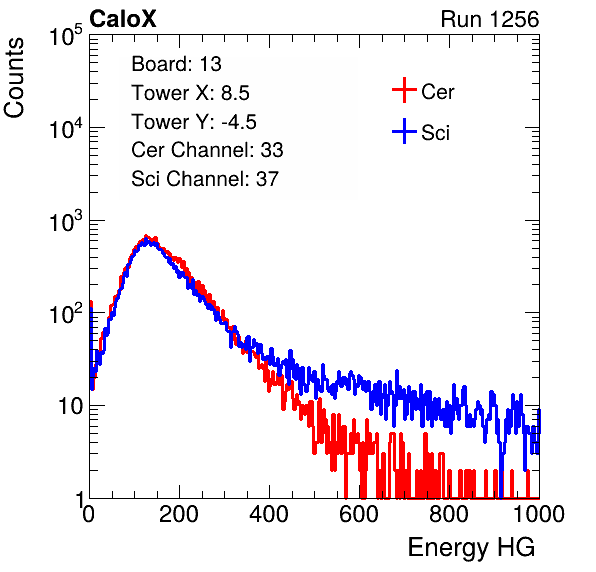 CaloX Run 1256
Counts
Board: 13
Tower X: 8.5
Tower Y: -4.5
Cer Channel: 33
Sci Channel: 37
Cer
Sci
10^5
10^4
10^3
10^2
10
1
0 200 400 600 800 1000
Energy HG